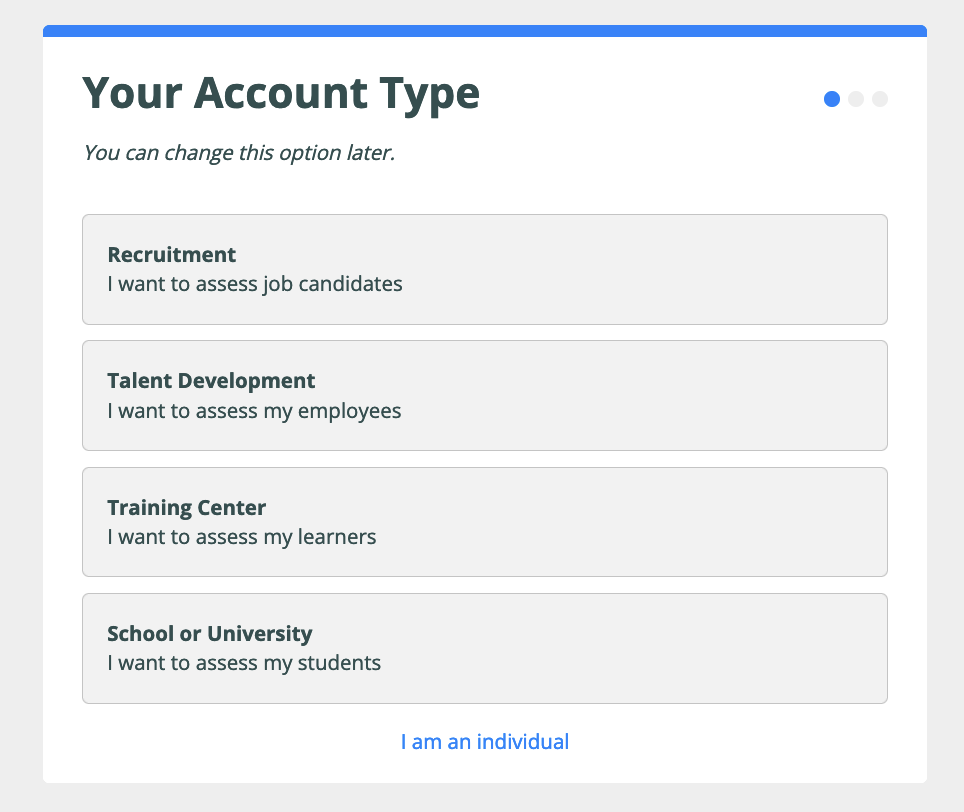 Your Account Type
You can change this option later.
Recruitment
I want to assess job candidates
Talent Development
I want to assess my employees
Training Center
I want to assess my learners
School or University
I want to assess my students
I am an individual